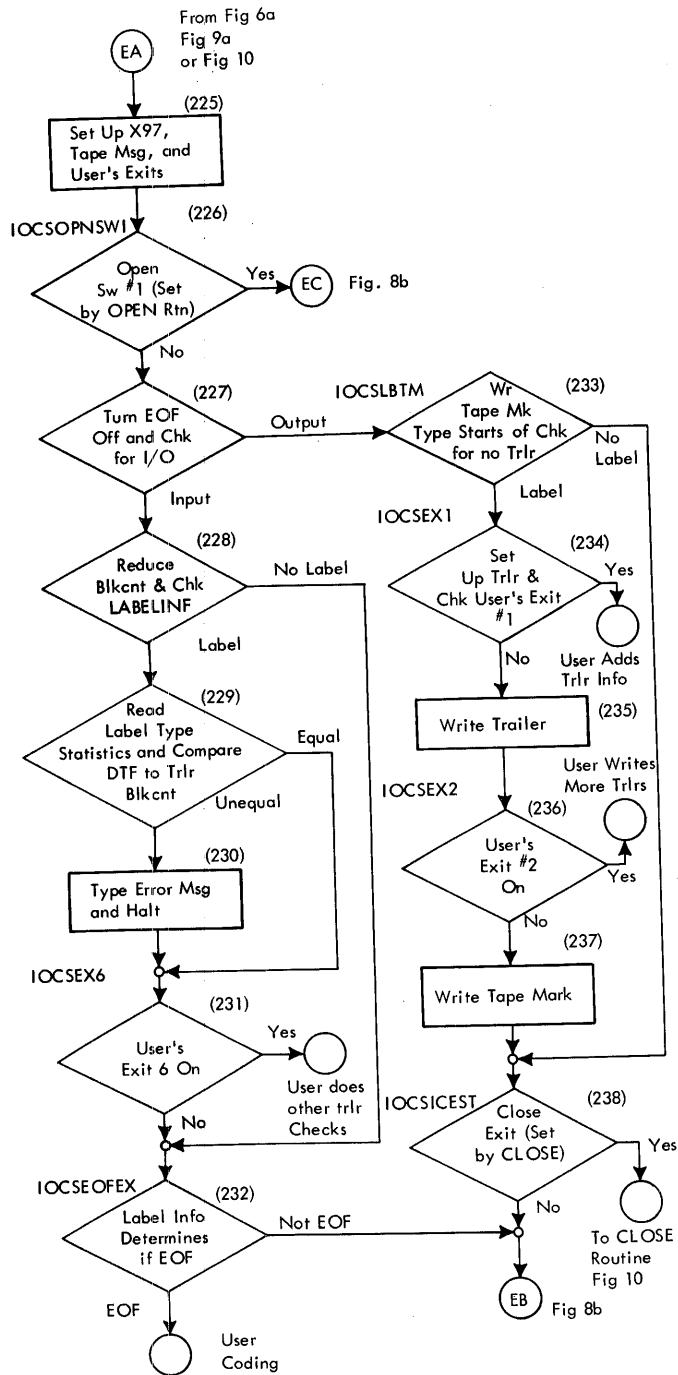 From Fig 6a
Fig 9a
or Fig 10
EA
(225)
Set Up X97,
Tape Msg, and
User's Exits
(226)
IOCSOPNSW1
Open
Sw #1 (Set
by OPEN Rtn)
Yes
EC
Fig. 8b
No
(227)
Turn EOF
Off and Chk
for I/O
Output
Input
IOCSLBTM
(233)
Wr
Tape Mk
Type Starts of Chk
for no Trlr
No
Label
Label
(228)
Reduce
Blkcnt & Chk
LABELINF
No Label
Label
IOCSEX1
(234)
Set
Up Trlr &
Chk User's Exit
#1
Yes
User Adds
Trlr Info
No
(229)
Read
Label Type
Statistics and Compare
DTF to Trlr
Blkcnt
Equal
Unequal
Write Trailer
(235)
User Writes
More Trlrs
IOCSEX2
(236)
User's
Exit #2
On
Yes
No
(230)
Type Error Msg
and Halt
(237)
Write Tape Mark
IOCSEX6
(231)
User's
Exit 6 On
Yes
User does
other trlr
Checks
No
IOCSICEST
(238)
Close
Exit (Set
by CLOSE)
Yes
To CLOSE
Routine
Fig 10
No
IOCSEOFEX
(232)
Label Info
Determines
if EOF
Not EOF
EOF
User
Coding
EB
Fig 8b